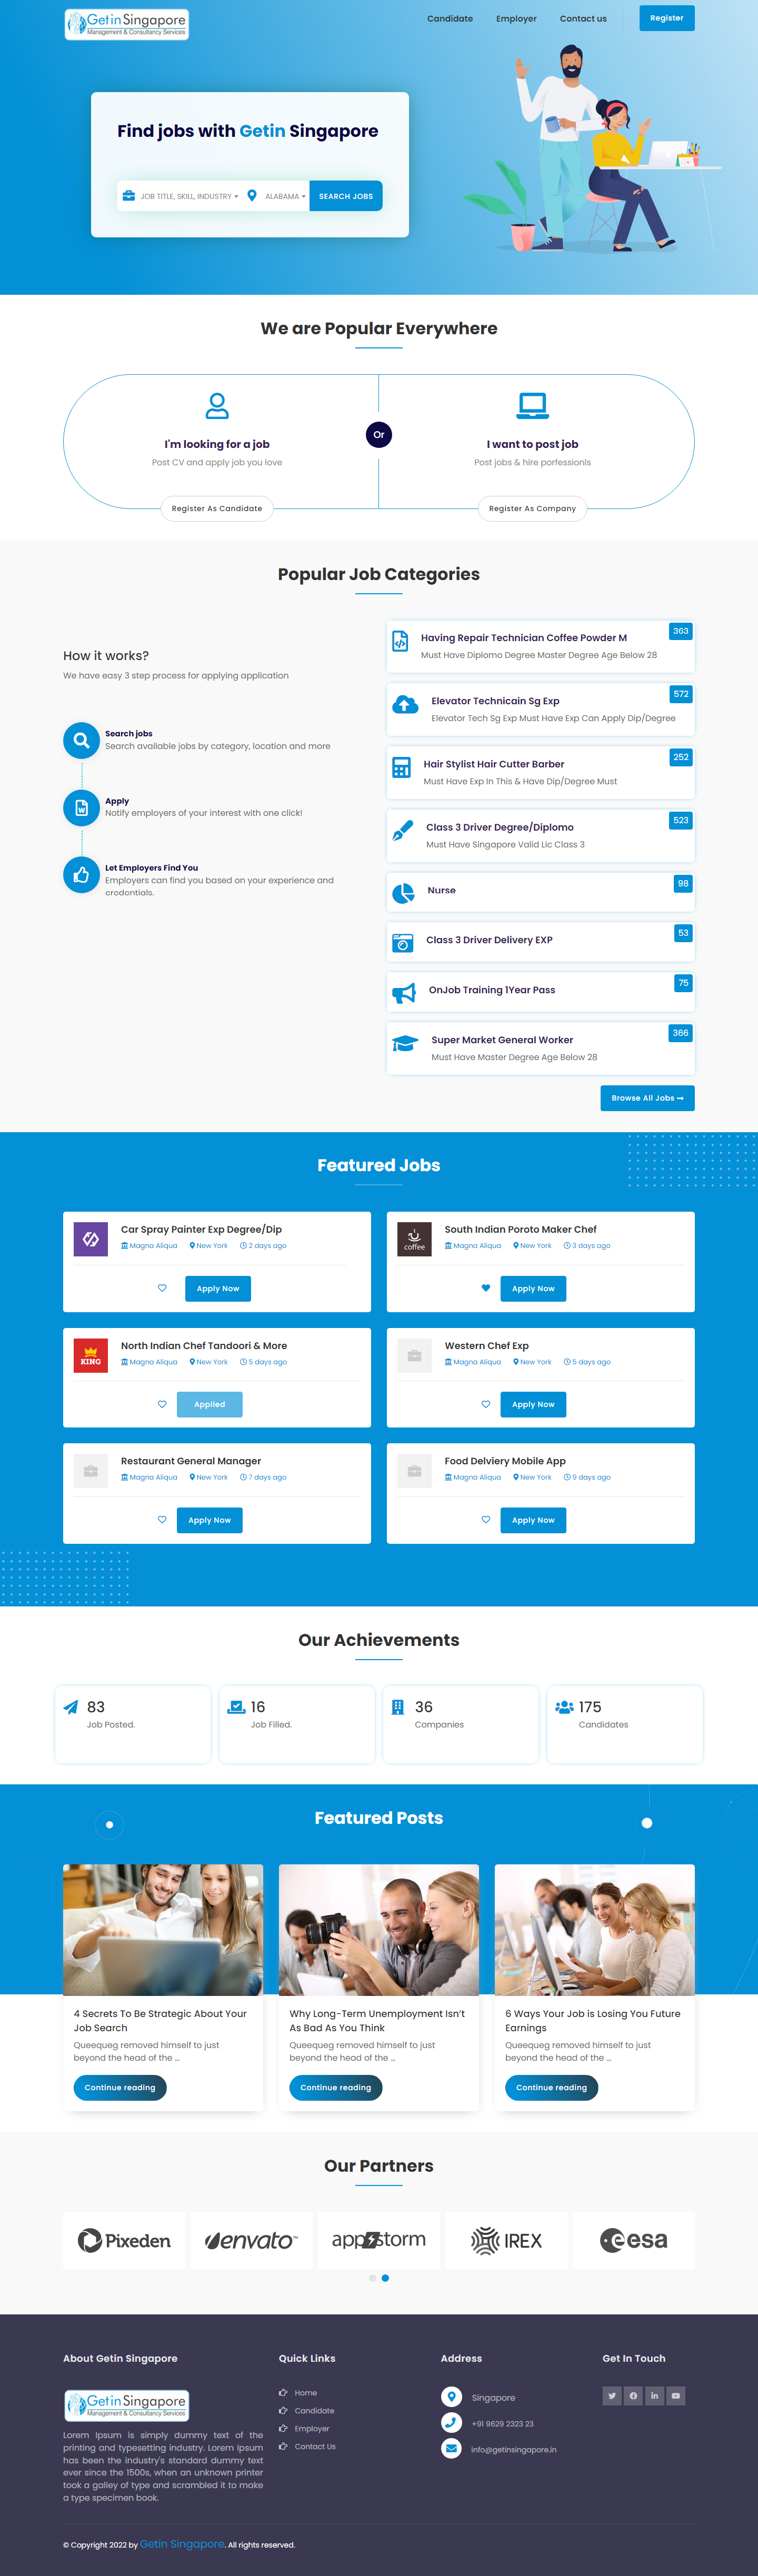 Getin Singapore
Management & Consultancy Services
Candidate
Employer
Contact us
Register
Find jobs with Getin Singapore
JOB TITLE, SKILL, INDUSTRY
ALABAMA
SEARCH JOBS
We are Popular Everywhere
I'm looking for a job
Post CV and apply job you love
Register As Candidate
Or
I want to post job
Post jobs & hire porfessionls
Register As Company
Popular Job Categories
How it works?
We have easy 3 step process for applying application
Search jobs
Search available jobs by category, location and more
Apply
Notify employers of your interest with one click!
Let Employers Find You
Employers can find you based on your experience and
credentials.
363
Having Repair Technician Coffee Powder M
Must Have Diplomo Degree Master Degree Age Below 28
572
Elevator Technicain Sg Exp
Elevator Tech Sg Exp Must Have Exp Can Apply Dip/Degree
252
Hair Stylist Hair Cutter Barber
Must Have Exp In This & Have Dip/Degree Must
523
Class 3 Driver Degree/Diplomo
Must Have Singapore Valid Lic Class 3
98
Nurse
53
Class 3 Driver Delivery EXP
75
OnJob Training 1Year Pass
366
Super Market General Worker
Must Have Master Degree Age Below 28
Browse All Jobs
Featured Jobs
Car Spray Painter Exp Degree/Dip
Magna Aliqua New York 2 days ago
Apply Now
coffee
South Indian Poroto Maker Chef
Magna Aliqua New York 3 days ago
Apply Now
KING
North Indian Chef Tandoori & More
Magna Aliqua New York 5 days ago
Applied
Western Chef Exp
Magna Aliqua New York 5 days ago
Apply Now
Restaurant General Manager
Magna Aliqua New York 7 days ago
Apply Now
Food Delviery Mobile App
Magna Aliqua New York 9 days ago
Apply Now
Our Achievements
83
Job Posted.
16
Job Filled.
36
Companies
175
Candidates
Featured Posts
4 Secrets To Be Strategic About Your
Job Search
Queequeg removed himself to just
beyond the head of the ...
Continue reading
Why Long-Term Unemployment Isn't
As Bad As You Think
Queequeg removed himself to just
beyond the head of the ...
Continue reading
6 Ways Your Job is Losing You Future
Earnings
Queequeg removed himself to just
beyond the head of the ...
Continue reading
Our Partners
Pixeden
envato™
appstorm
IREX
esa
About Getin Singapore
Getin Singapore
Management & Consultancy Services
Lorem Ipsum is simply dummy text of the
printing and typesetting industry. Lorem Ipsum
has been the industry's standard dummy text
ever since the 1500s, when an unknown printer
took a galley of type and scrambled it to make
a type specimen book.
Quick Links
Home
Candidate
Employer
Contact Us
Address
Singapore
+91 9629 2323 23
info@getinsingapore.in
Get In Touch
© Copyright 2022 by Getin Singapore. All rights reserved.